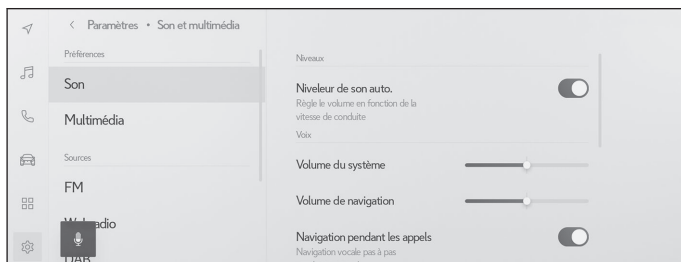 < Paramètres • Son et multimédia
Préférences
Son
Multimédia
Sources
FM
DAB
Niveaux
Niveleur de son auto.
Règle le volume en fonction de la
vitesse de conduite
Voix
Volume du système
Volume de navigation
Navigation pendant les appels
Navigation vocale pas à pas